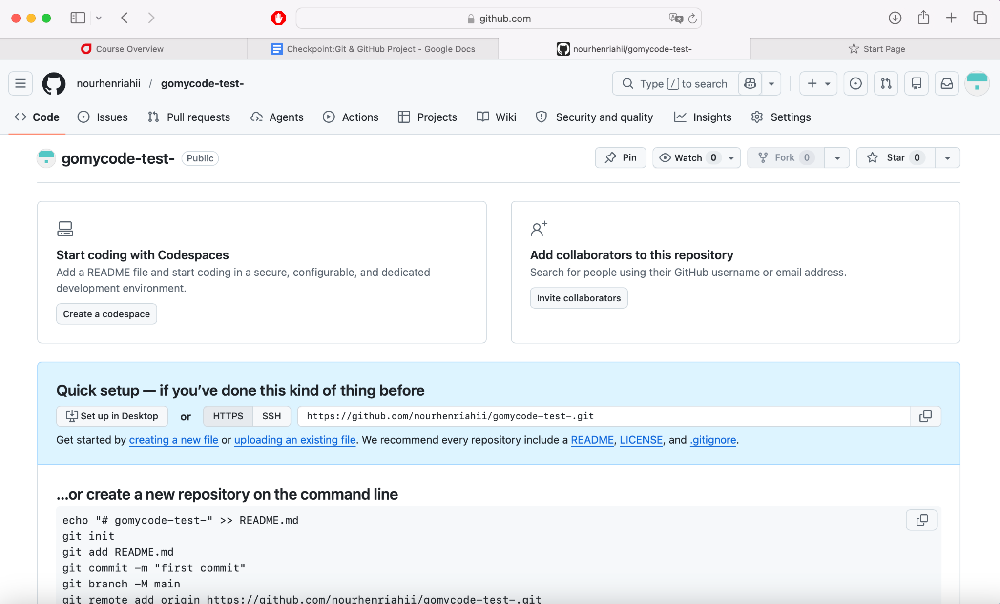 github.com
Course Overview
Checkpoint:Git & GitHub Project - Google Docs
nourhenriahii/gomycode-test-
Start Page
nourhenriahii / gomycode-test-
Type / to search
Code
Issues
Pull requests
Agents
Actions
Projects
Wiki
Security and quality
Insights
Settings
gomycode-test- Public
Pin
Watch 0
Fork 0
Star 0
Start coding with Codespaces
Add a README file and start coding in a secure, configurable, and dedicated
development environment.
Create a codespace
Add collaborators to this repository
Search for people using their GitHub username or email address.
Invite collaborators
Quick setup — if you’ve done this kind of thing before
Set up in Desktop or HTTPS SSH https://github.com/nourhenriahii/gomycode-test-.git
Get started by creating a new file or uploading an existing file. We recommend every repository include a README, LICENSE, and .gitignore.
…or create a new repository on the command line
echo "# gomycode-test-" >> README.md
git init
git add README.md
git commit -m "first commit"
git branch -M main
git remote add origin https://github.com/nourhenriahii/gomycode-test-.git